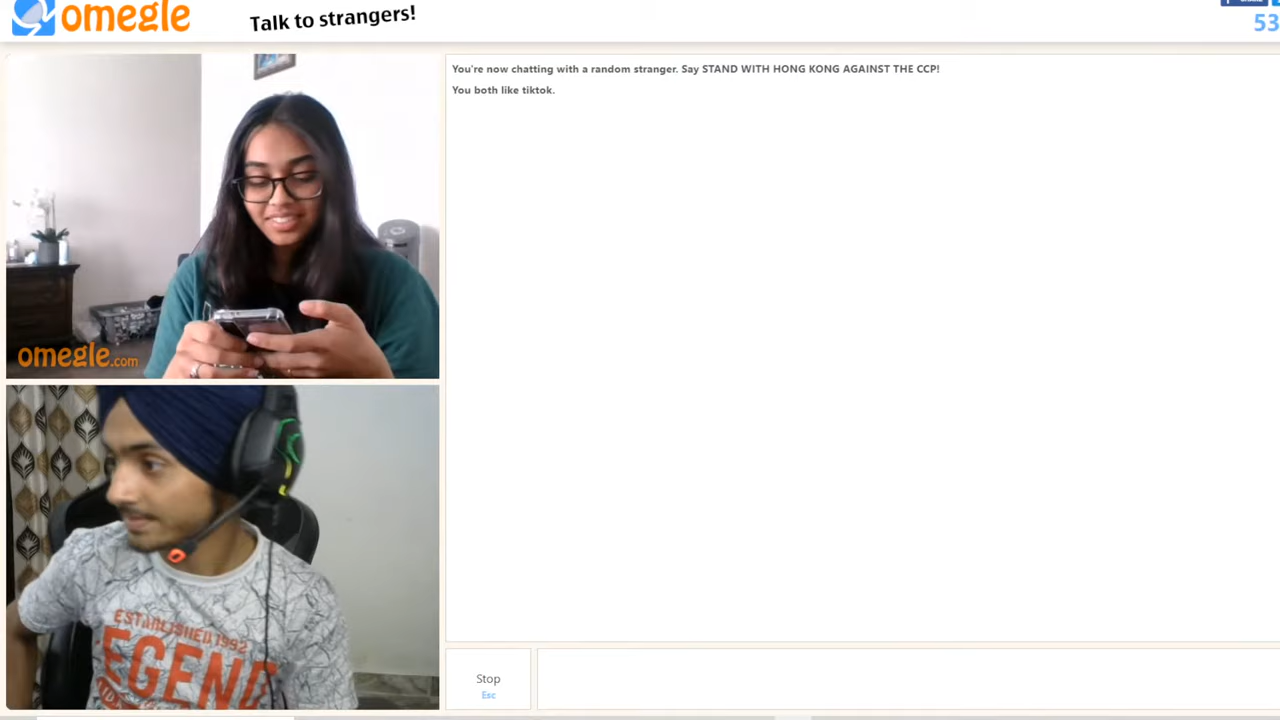 omegle
Talk to strangers!
53
You're now chatting with a random stranger. Say STAND WITH HONG KONG AGAINST THE CCP!
You both like tiktok.
omegle.com
ESTABLISHED 1992
EGEND
Stop
Esc